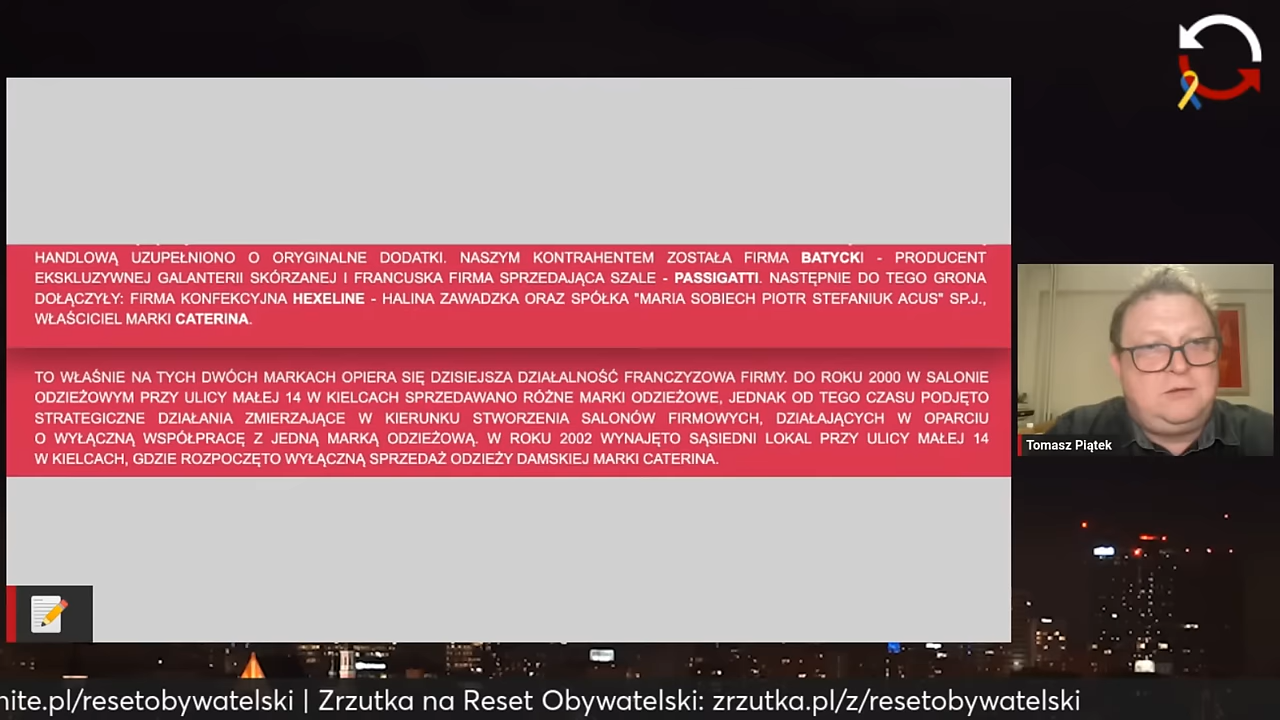 HANDLOWĄ UZUPEŁNIONO O ORYGINALNE DODATKI. NASZYM KONTRAHENTEM ZOSTAŁA FIRMA BATYCKI - PRODUCENT
EKSKLUZYWNEJ GALANTERII SKÓRZANEJ I FRANCUSKA FIRMA SPRZEDAJĄCA SZALE - PASSIGATTI. NASTĘPNIE DO TEGO GRONA
DOŁĄCZYŁY: FIRMA KONFEKCYJNA HEXELINE - HALINA ZAWADZKA ORAZ SPÓŁKA "MARIA SOBIECH PIOTR STEFANIUK ACUS" SP.J.,
WŁAŚCICIEL MARKI CATERINA.
TO WŁAŚNIE NA TYCH DWÓCH MARKACH OPIERA SIĘ DZISIEJSZA DZIAŁALNOŚĆ FRANCZYZOWA FIRMY. DO ROKU 2000 W SALONIE
ODZIEŻOWYM PRZY ULICY MAŁEJ 14 W KIELCACH SPRZEDAWANO RÓŻNE MARKI ODZIEŻOWE, JEDNAK OD TEGO CZASU PODJĘTO
STRATEGICZNE DZIAŁANIA ZMIERZAJĄCE W KIERUNKU STWORZENIA SALONÓW FIRMOWYCH, DZIAŁAJĄCYCH W OPARCIU
O WYŁĄCZNĄ WSPÓŁPRACĘ Z JEDNĄ MARKĄ ODZIEŻOWĄ. W ROKU 2002 WYNAJĘTO SĄSIEDNI LOKAL PRZY ULICY MAŁEJ 14
W KIELCACH, GDZIE ROZPOCZĘTO WYŁĄCZNĄ SPRZEDAŻ ODZIEŻY DAMSKIEJ MARKI CATERINA.
Tomasz Piątek
nite.pl/resetobywatelski | Zrzutka na Reset Obywatelski: zrzutka.pl/z/resetobywatelski